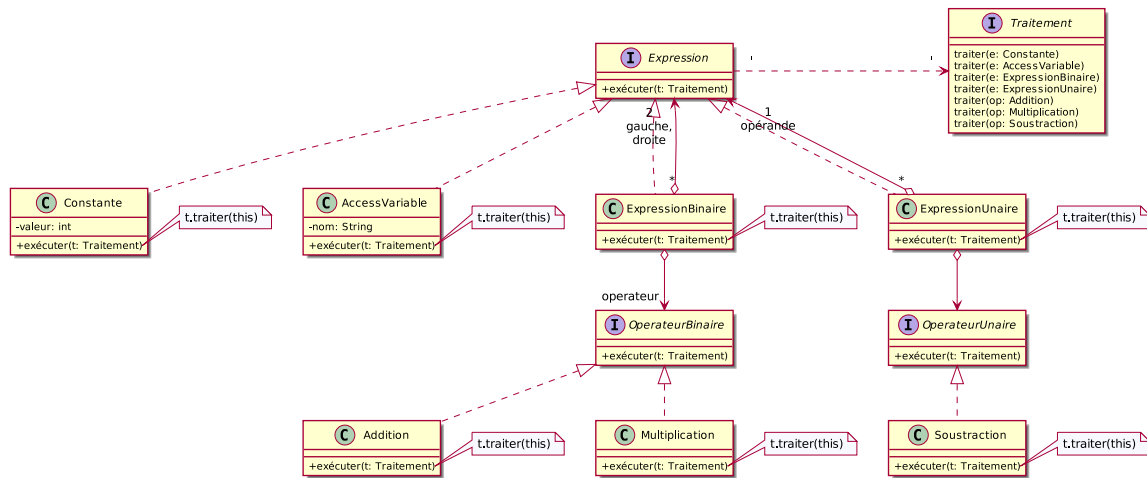 I Traitement
traiter(e: Constante)
traiter(e: AccessVariable)
traiter(e: ExpressionBinaire)
traiter(e: ExpressionUnaire)
traiter(op: Addition)
traiter(op: Multiplication)
traiter(op: Soustraction)
I Expression
+exécuter(t: Traitement)
' '
2
gauche,
droite
*
1
opérande
*
C Constante
-valeur: int
+exécuter(t: Traitement)
t.traiter(this)
C AccessVariable
-nom: String
+exécuter(t: Traitement)
t.traiter(this)
C ExpressionBinaire
+exécuter(t: Traitement)
t.traiter(this)
C ExpressionUnaire
+exécuter(t: Traitement)
t.traiter(this)
operateur
I OperateurBinaire
+exécuter(t: Traitement)
I OperateurUnaire
+exécuter(t: Traitement)
C Addition
+exécuter(t: Traitement)
t.traiter(this)
C Multiplication
+exécuter(t: Traitement)
t.traiter(this)
C Soustraction
+exécuter(t: Traitement)
t.traiter(this)